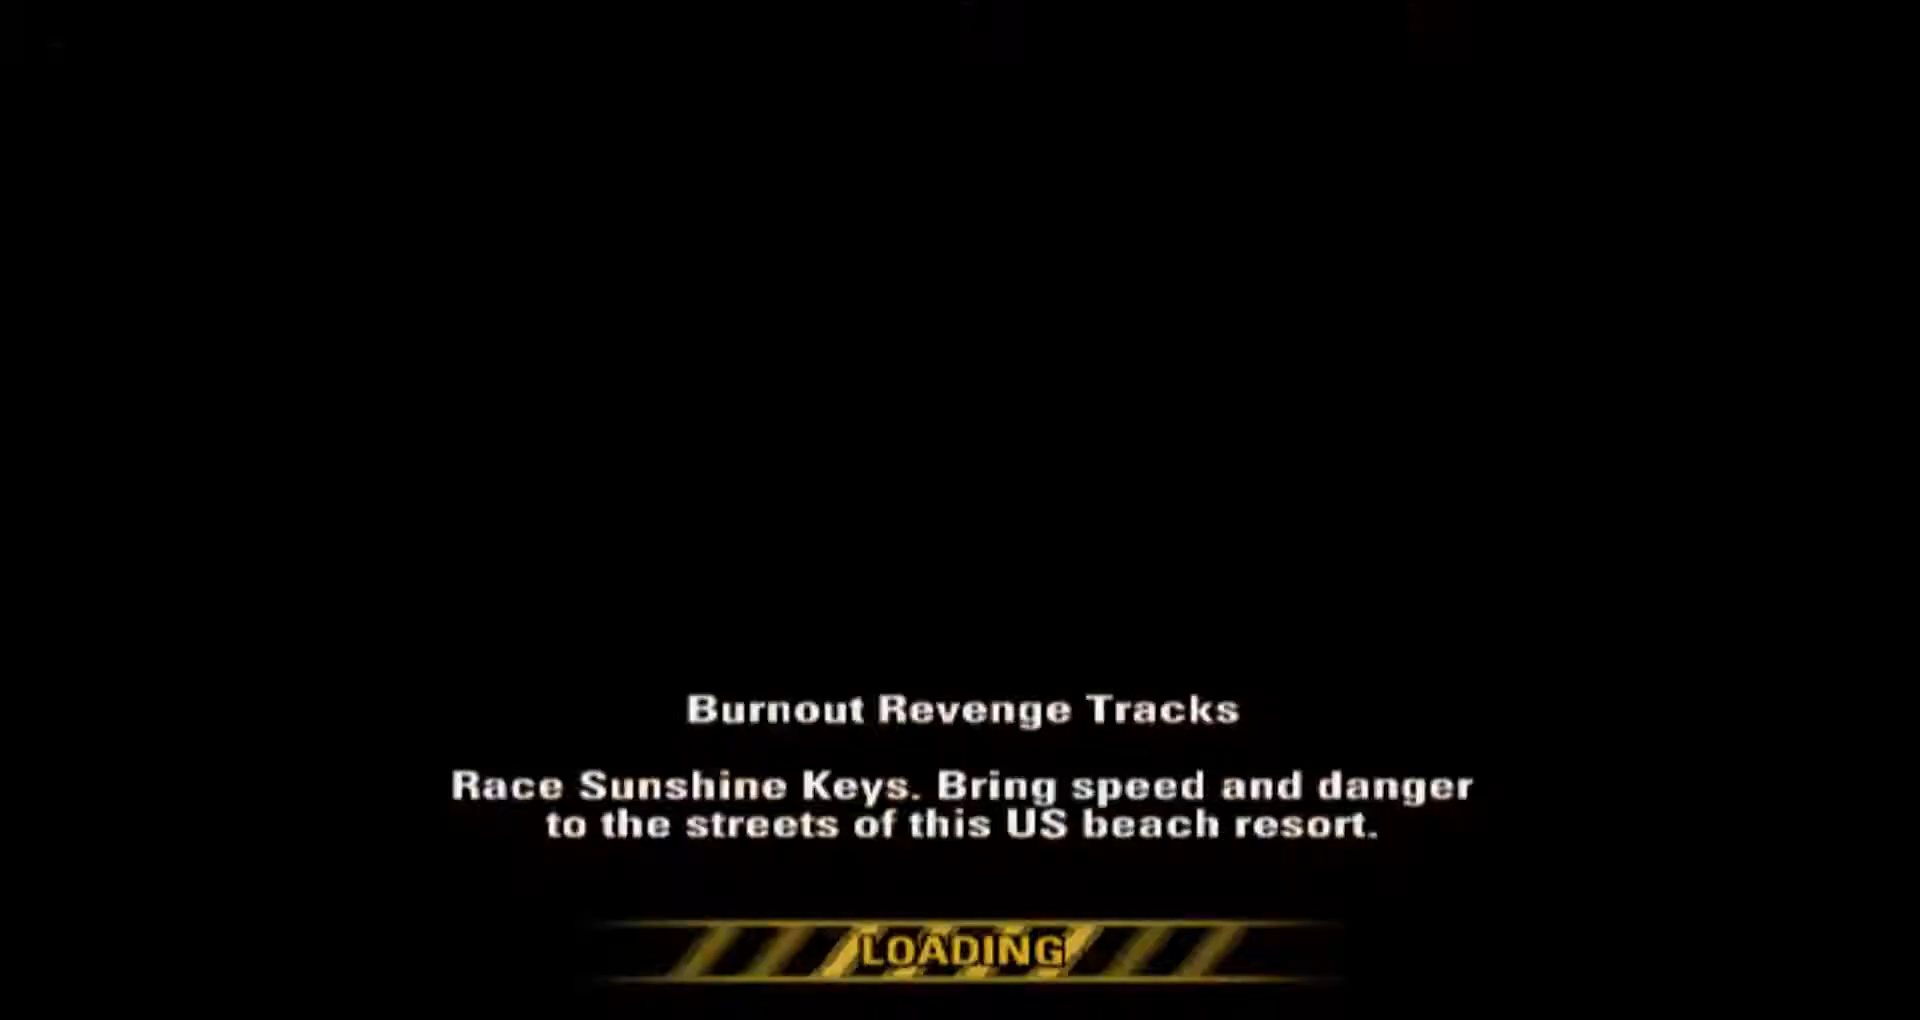 Burnout Revenge Tracks
Race Sunshine Keys. Bring speed and danger
to the streets of this US beach resort.
LOADING